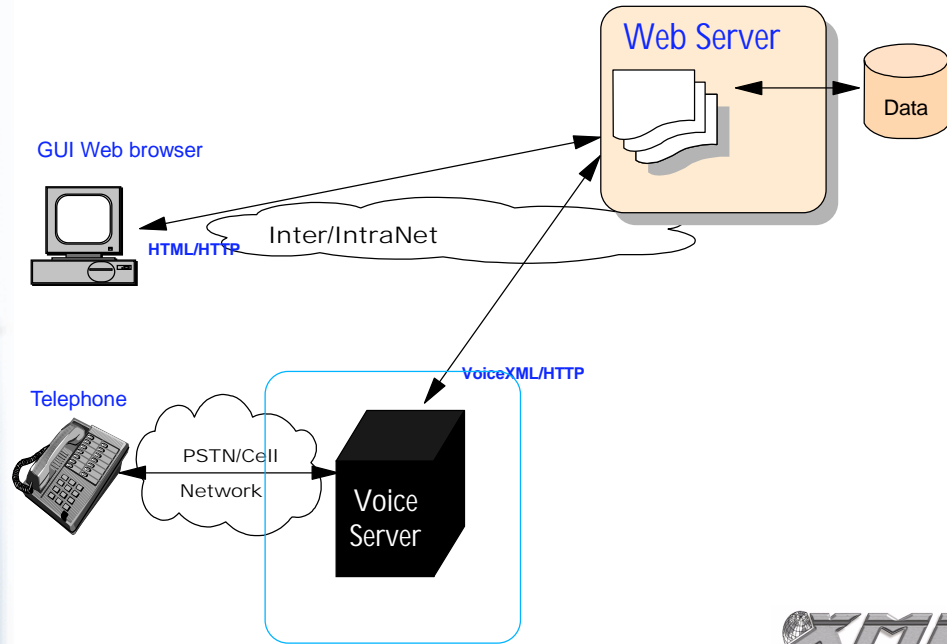 Web Server
Data
GUI Web browser
Inter/IntraNet
HTML/HTTP
VoiceXML/HTTP
Telephone
PSTN/Cell
Network
Voice
Server